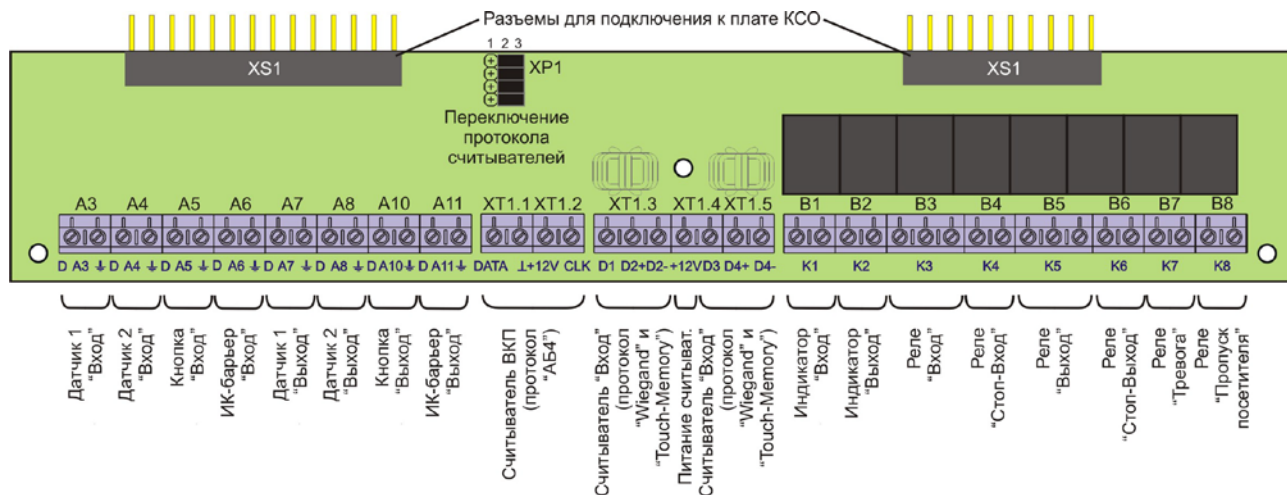 Разъемы для подключения к плате КСО
XS1
1 2 3
XP1
XS1
Переключение
протокола
считывателей
A3 A4 A5 A6 A7 A8 A10 A11 XT1.1 XT1.2 XT1.3 XT1.4 XT1.5 B1 B2 B3 B4 B5 B6 B7 B8
D A3 D A4 D A5 D A6 D A7 D A8 D A10 D A11 DATA ⊥ +12V CLK D1 D2+ D2- +12V D3 D4+ D4- K1 K2 K3 K4 K5 K6 K7 K8
Датчик 1
“Вход”
Датчик 2
“Вход”
Кнопка
“Вход”
ИК-барьер
“Вход”
Датчик 1
“Выход”
Датчик 2
“Выход”
Кнопка
“Выход”
ИК-барьер
“Выход”
Считыватель ВКП
(протокол
“АБ4”)
Считыватель “Вход”
(протокол
“Wiegand” и
“Touch-Memory”)
Питание считыват.
Считыватель “Вход”
(протокол
“Wiegand” и
“Touch-Memory”)
Индикатор
“Вход”
Индикатор
“Выход”
Реле
“Вход”
Реле
“Стоп-Вход”
Реле
“Выход”
Реле
“Стоп-Выход”
Реле
“Тревога”
Реле
“Пропуск
посетителя”